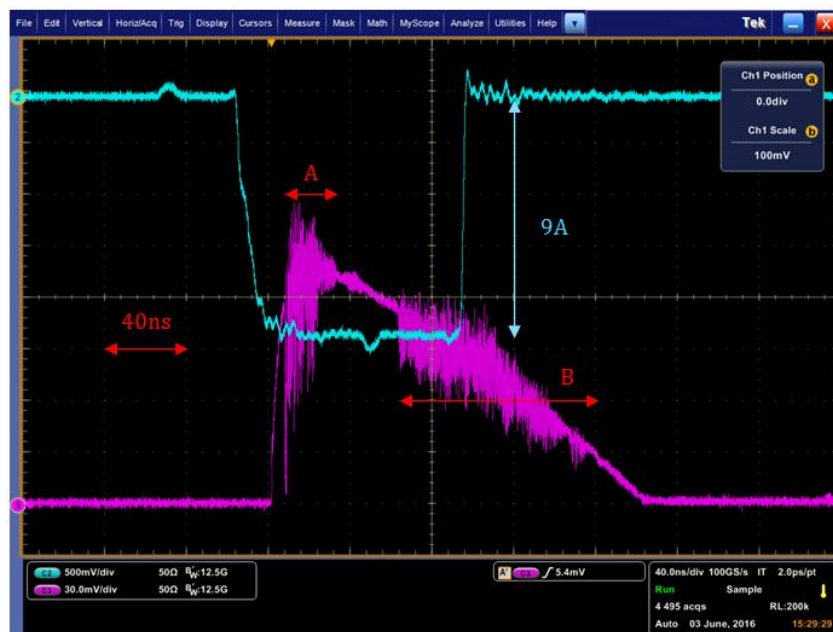 File Edit Vertical Horiz/Acq Trig Display Cursors Measure Mask Math MyScope Analyze Utilities Help Tek X
Ch1 Position a
0.0div
Ch1 Scale b
100mV
2
A
9A
40ns
B
C2 500mV/div 50Ω BW:12.5G
C3 30.0mV/div 50Ω BW:12.5G
A' C3 5.4mV
40.0ns/div 100GS/s IT 2.0ps/pt
Run Sample
4 495 acqs RL:200k
Auto 03 June, 2016 15:29:29